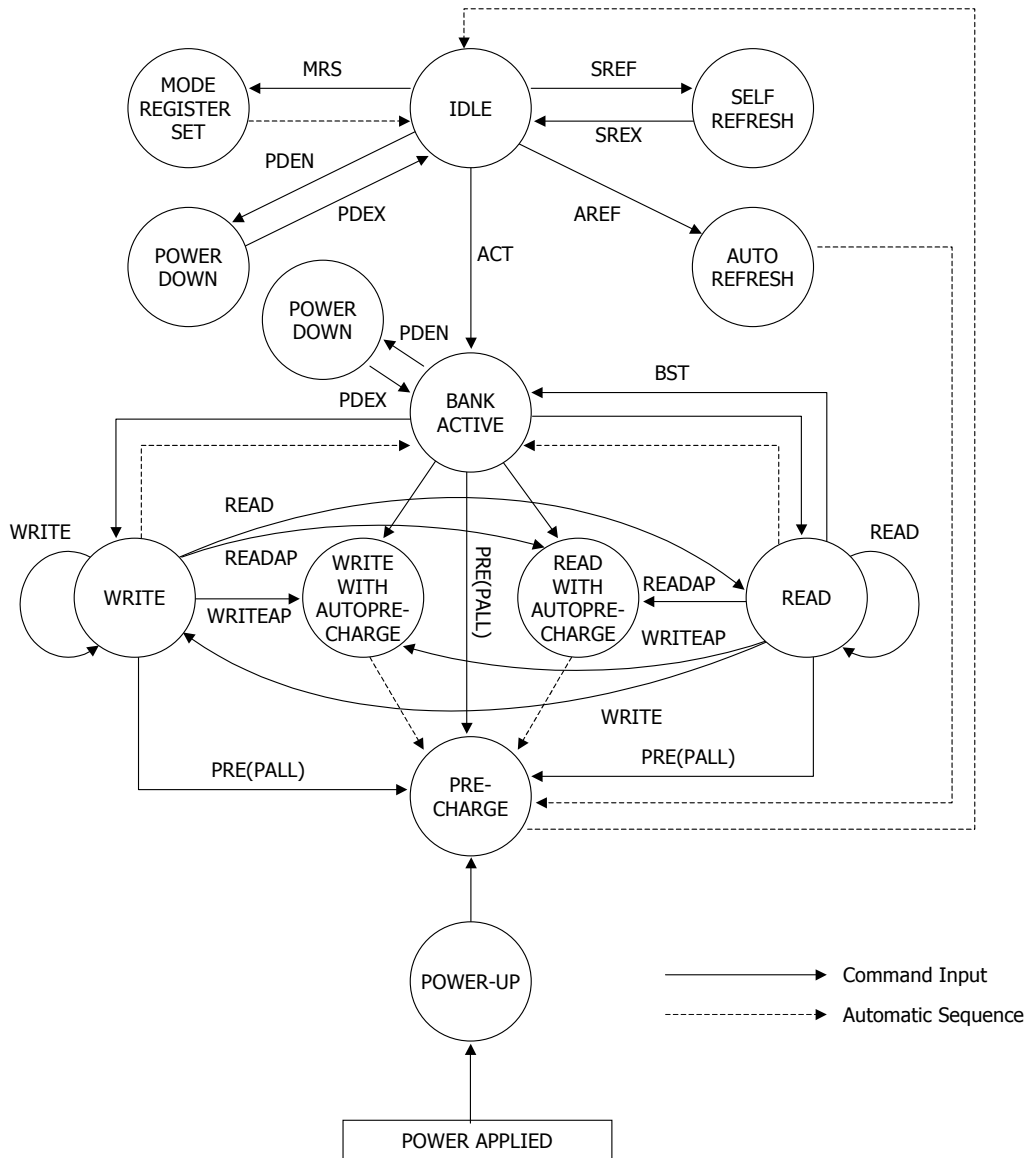 MRS
SREF
MODE
REGISTER
SET
IDLE
SELF
REFRESH
SREX
PDEN
PDEX
AREF
POWER
DOWN
ACT
AUTO
REFRESH
POWER
DOWN
PDEN
PDEX
BST
BANK
ACTIVE
WRITE
READ
READAP
READ
WRITE
WRITEAP
WRITE
WITH
AUTOPRE-
CHARGE
PRE(PALL)
READ
WITH
AUTOPRE-
CHARGE
READAP
WRITEAP
READ
WRITE
PRE(PALL)
PRE(PALL)
PRE-
CHARGE
POWER-UP
Command Input
Automatic Sequence
POWER APPLIED